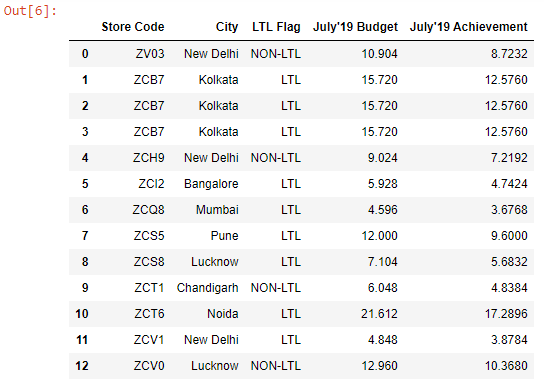 Out[6]:
Store Code City LTL Flag July'19 Budget July'19 Achievement
0 ZV03 New Delhi NON-LTL 10.904 8.7232
1 ZCB7 Kolkata LTL 15.720 12.5760
2 ZCB7 Kolkata LTL 15.720 12.5760
3 ZCB7 Kolkata LTL 15.720 12.5760
4 ZCH9 New Delhi NON-LTL 9.024 7.2192
5 ZCI2 Bangalore LTL 5.928 4.7424
6 ZCQ8 Mumbai LTL 4.596 3.6768
7 ZCS5 Pune LTL 12.000 9.6000
8 ZCS8 Lucknow LTL 7.104 5.6832
9 ZCT1 Chandigarh NON-LTL 6.048 4.8384
10 ZCT6 Noida LTL 21.612 17.2896
11 ZCV1 New Delhi LTL 4.848 3.8784
12 ZCV0 Lucknow NON-LTL 12.960 10.3680